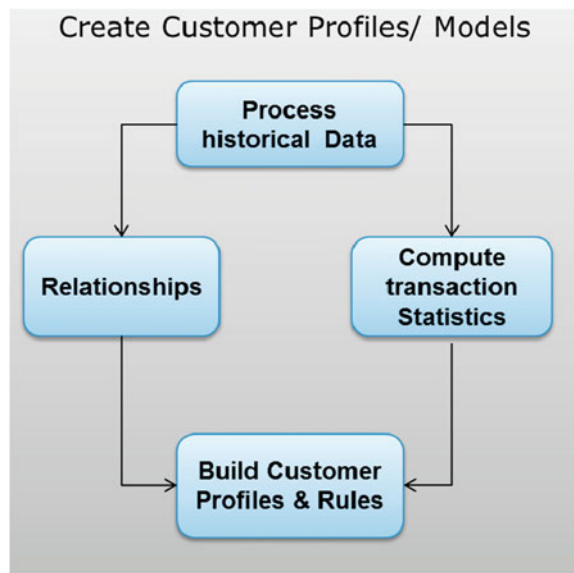 Create Customer Profiles/ Models
Process
historical Data
Relationships
Compute
transaction
Statistics
Build Customer
Profiles & Rules